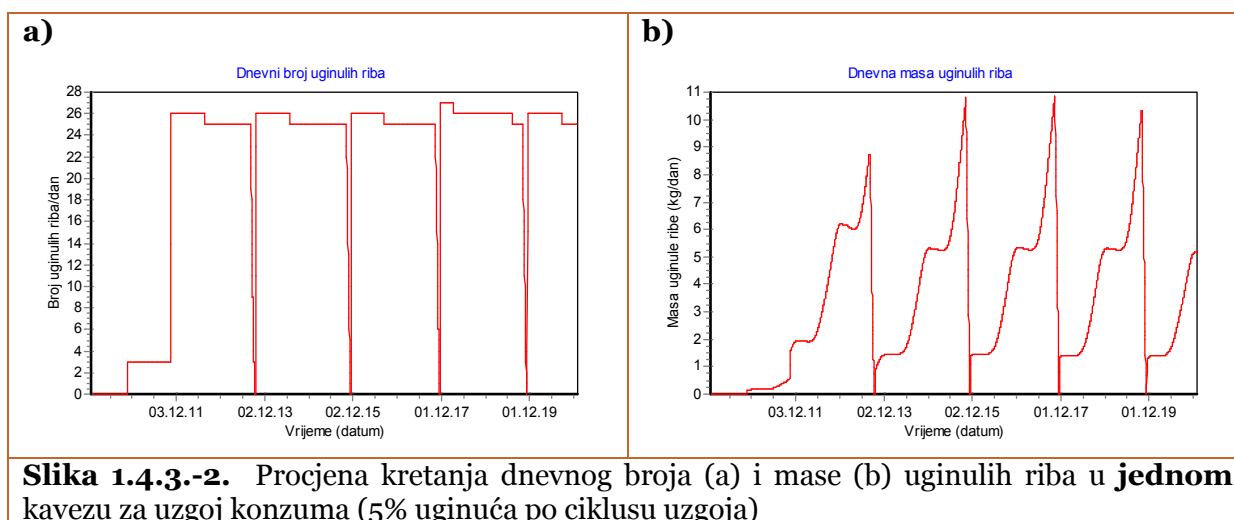 a)
Dnevni broj uginulih riba
Broj uginulih riba/dan
28
26
24
22
20
18
16
14
12
10
8
6
4
2
0
03.12.11 02.12.13 02.12.15 01.12.17 01.12.19
Vrijeme (datum)
b)
Dnevna masa uginulih riba
Masa uginule ribe (kg/dan)
11
10
9
8
7
6
5
4
3
2
1
0
03.12.11 02.12.13 02.12.15 01.12.17 01.12.19
Vrijeme (datum)
Slika 1.4.3.-2. Procjena kretanja dnevnog broja (a) i mase (b) uginulih riba u jednom
kavezu za uzgoj konzuma (5% uginuća po ciklusu uzgoja)